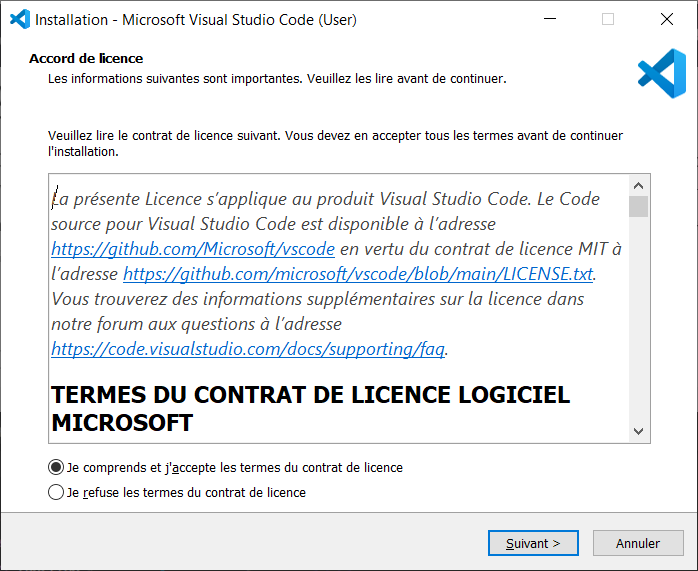 Installation - Microsoft Visual Studio Code (User)
Accord de licence
Les informations suivantes sont importantes. Veuillez les lire avant de continuer.
Veuillez lire le contrat de licence suivant. Vous devez en accepter tous les termes avant de continuer
l'installation.
La présente Licence s’applique au produit Visual Studio Code. Le Code
source pour Visual Studio Code est disponible à l’adresse
https://github.com/Microsoft/vscode en vertu du contrat de licence MIT à
l’adresse https://github.com/microsoft/vscode/blob/main/LICENSE.txt.
Vous trouverez des informations supplémentaires sur la licence dans
notre forum aux questions à l’adresse
https://code.visualstudio.com/docs/supporting/faq.
TERMES DU CONTRAT DE LICENCE LOGICIEL
MICROSOFT
Je comprends et j'accepte les termes du contrat de licence
Je refuse les termes du contrat de licence
Suivant >
Annuler